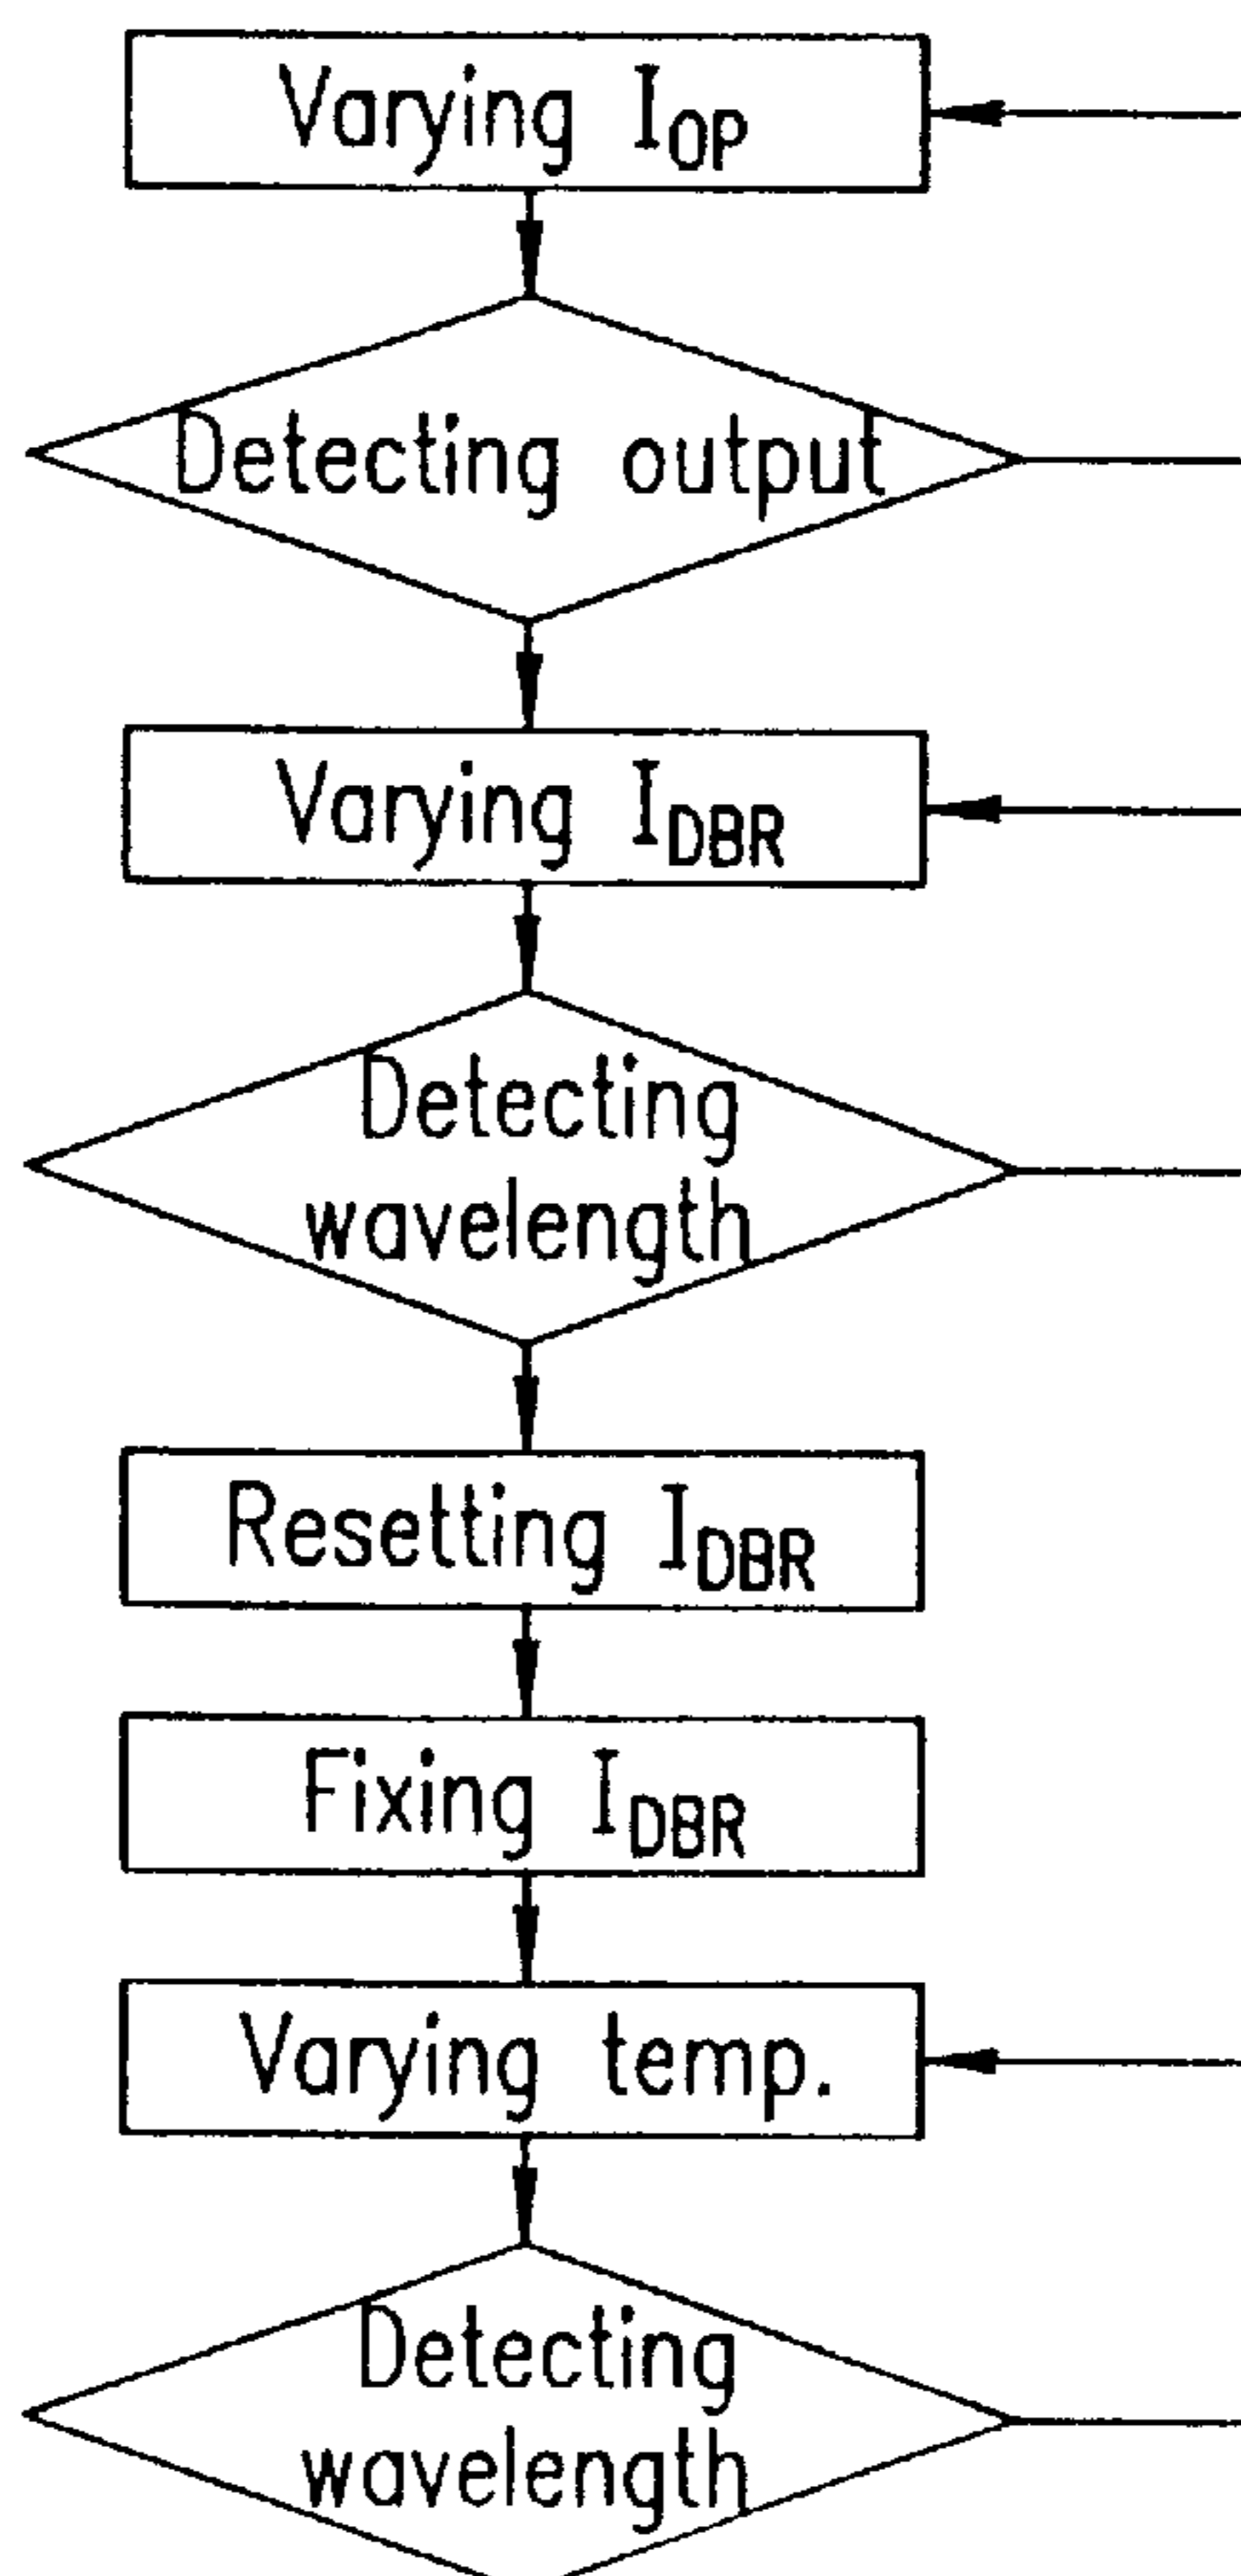 Varying I_OP
Detecting output
Varying I_DBR
Detecting
wavelength
Resetting I_DBR
Fixing I_DBR
Varying temp.
Detecting
wavelength